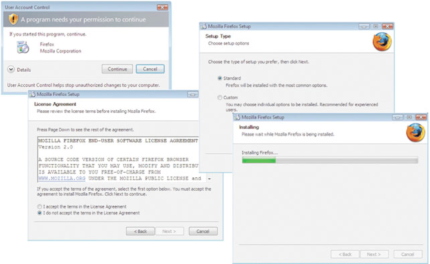 User Account Control
A program needs your permission to continue
If you started this program, continue.
Firefox
Mozilla Corporation
Details
Continue
Cancel
User Account Control helps stop unauthorized changes to your computer.
Mozilla Firefox Setup
Setup Type
Choose setup options
Choose the type of setup you prefer, then click Next.
Standard
Firefox will be installed with the most common options.
Custom
You may choose individual options to be installed. Recommended for experienced
users.
Mozilla Firefox Setup
License Agreement
Please review the license terms before installing Mozilla Firefox.
Press Page Down to see the rest of the agreement.
MOZILLA FIREFOX END-USER SOFTWARE LICENSE AGREEMENT
Version 2.0
A SOURCE CODE VERSION OF CERTAIN FIREFOX BROWSER
FUNCTIONALITY THAT YOU MAY USE, MODIFY AND DISTRIBUT
IS AVAILABLE TO YOU FREE-OF-CHARGE FROM
WWW.MOZILLA.ORG UNDER THE MOZILLA PUBLIC LICENSE and
If you accept the terms of the agreement, select the first option below. You must accept the
agreement to install Mozilla Firefox. Click Next to continue.
I accept the terms in the License Agreement
I do not accept the terms in the License Agreement
< Back
Next >
Cancel
Mozilla Firefox Setup
Installing
Please wait while Mozilla Firefox is being installed.
Installing Firefox...
< Back
Next >
Cancel